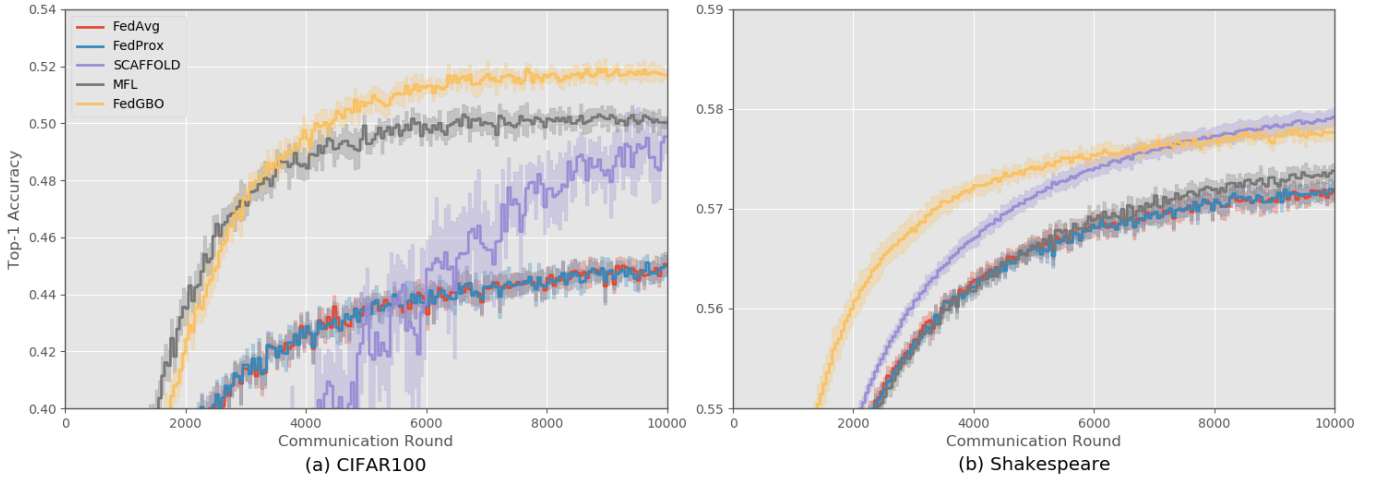 0.54
0.52
0.50
0.48
0.46
0.44
0.42
0.40
Top-1 Accuracy
FedAvg
FedProx
SCAFFOLD
MFL
FedGBO
0
2000
4000
6000
8000
10000
Communication Round
(a) CIFAR100
0.59
0.58
0.57
0.56
0.55
0
2000
4000
6000
8000
10000
Communication Round
(b) Shakespeare